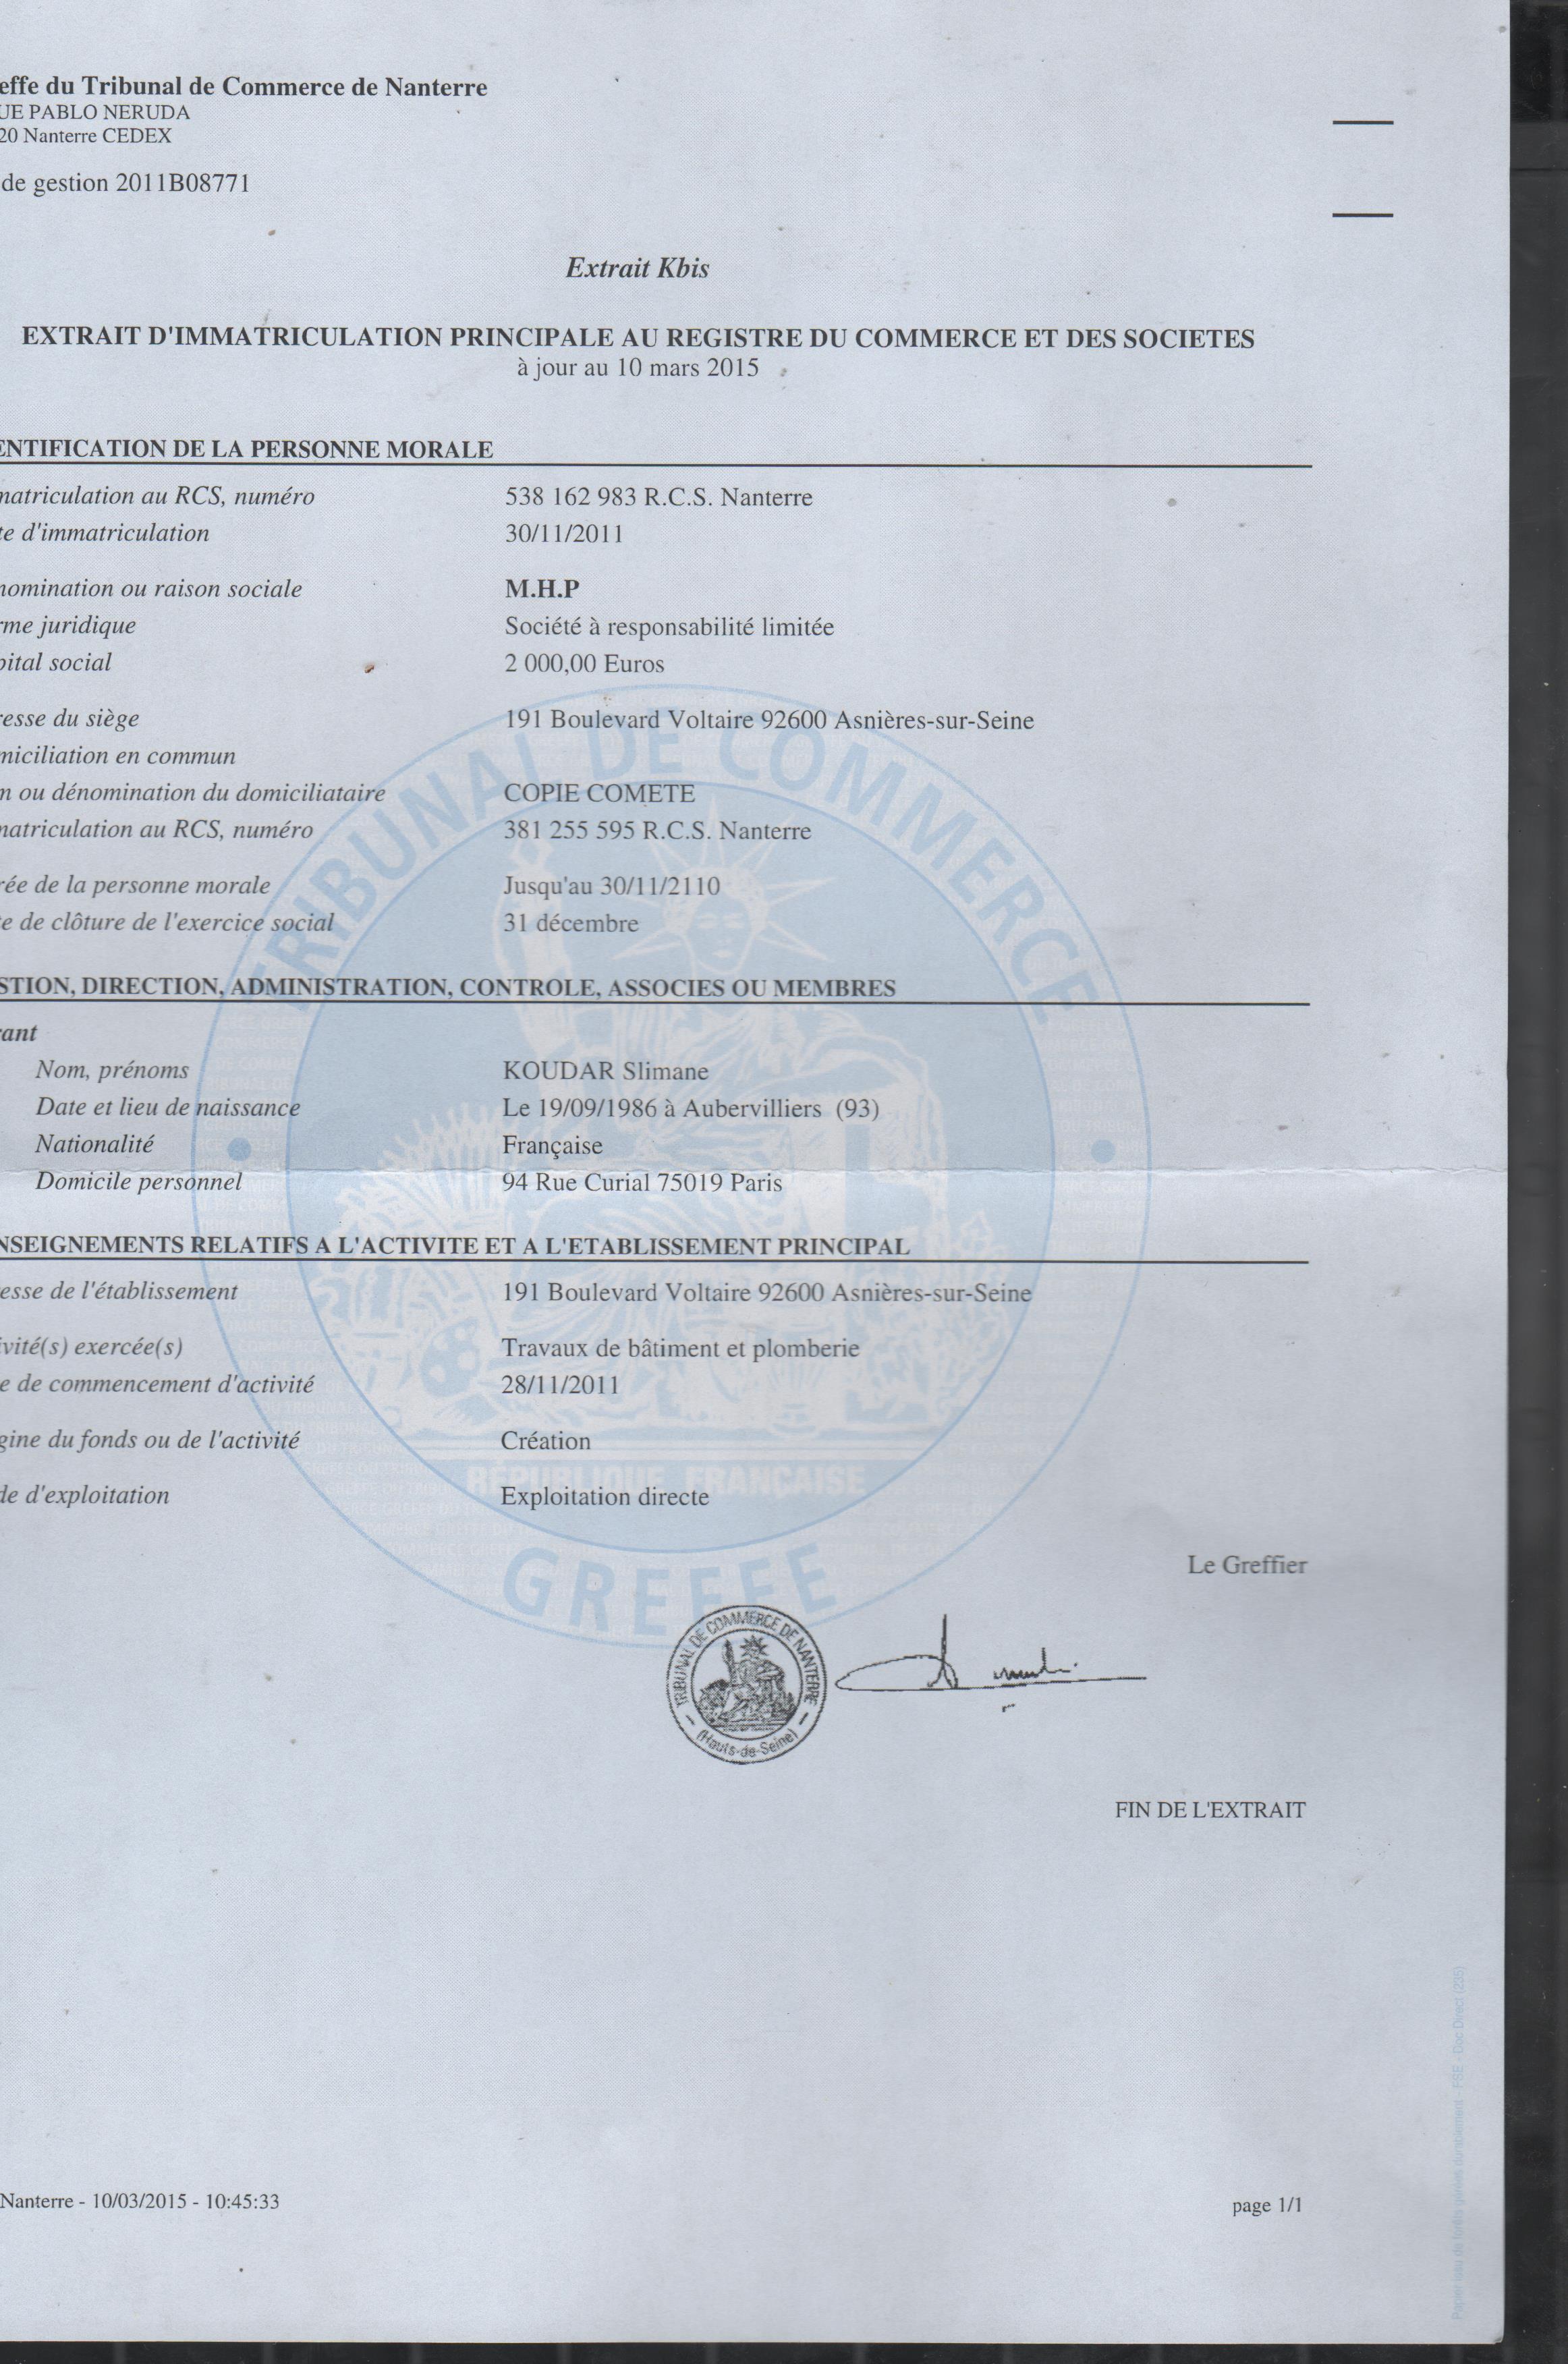 effe du Tribunal de Commerce de Nanterre
UE PABLO NERUDA
20 Nanterre CEDEX
de gestion 2011B08771
Extrait Kbis
EXTRAIT D'IMMATRICULATION PRINCIPALE AU REGISTRE DU COMMERCE ET DES SOCIETES
à jour au 10 mars 2015
ENTIFICATION DE LA PERSONNE MORALE
matriculation au RCS, numéro 538 162 983 R.C.S. Nanterre
te d'immatriculation 30/11/2011
nomination ou raison sociale M.H.P
rme juridique Société à responsabilité limitée
pital social 2 000,00 Euros
resse du siège 191 Boulevard Voltaire 92600 Asnières-sur-Seine
miciliation en commun
n ou dénomination du domiciliataire COPIE COMETE
matriculation au RCS, numéro 381 255 595 R.C.S. Nanterre
rée de la personne morale Jusqu'au 30/11/2110
te de clôture de l'exercice social 31 décembre
STION, DIRECTION, ADMINISTRATION, CONTROLE, ASSOCIES OU MEMBRES
rant
Nom, prénoms KOUDAR Slimane
Date et lieu de naissance Le 19/09/1986 à Aubervilliers (93)
Nationalité Française
Domicile personnel 94 Rue Curial 75019 Paris
NSEIGNEMENTS RELATIFS A L'ACTIVITE ET A L'ETABLISSEMENT PRINCIPAL
esse de l'établissement 191 Boulevard Voltaire 92600 Asnières-sur-Seine
ivité(s) exercée(s) Travaux de bâtiment et plomberie
e de commencement d'activité 28/11/2011
gine du fonds ou de l'activité Création
de d'exploitation Exploitation directe
TRIBUNAL DE COMMERCE
RÉPUBLIQUE FRANÇAISE
GREFFE
Le Greffier
TRIBUNAL DE COMMERCE DE NANTERRE
(Hauts-de-Seine)
FIN DE L'EXTRAIT
Nanterre - 10/03/2015 - 10:45:33
page 1/1